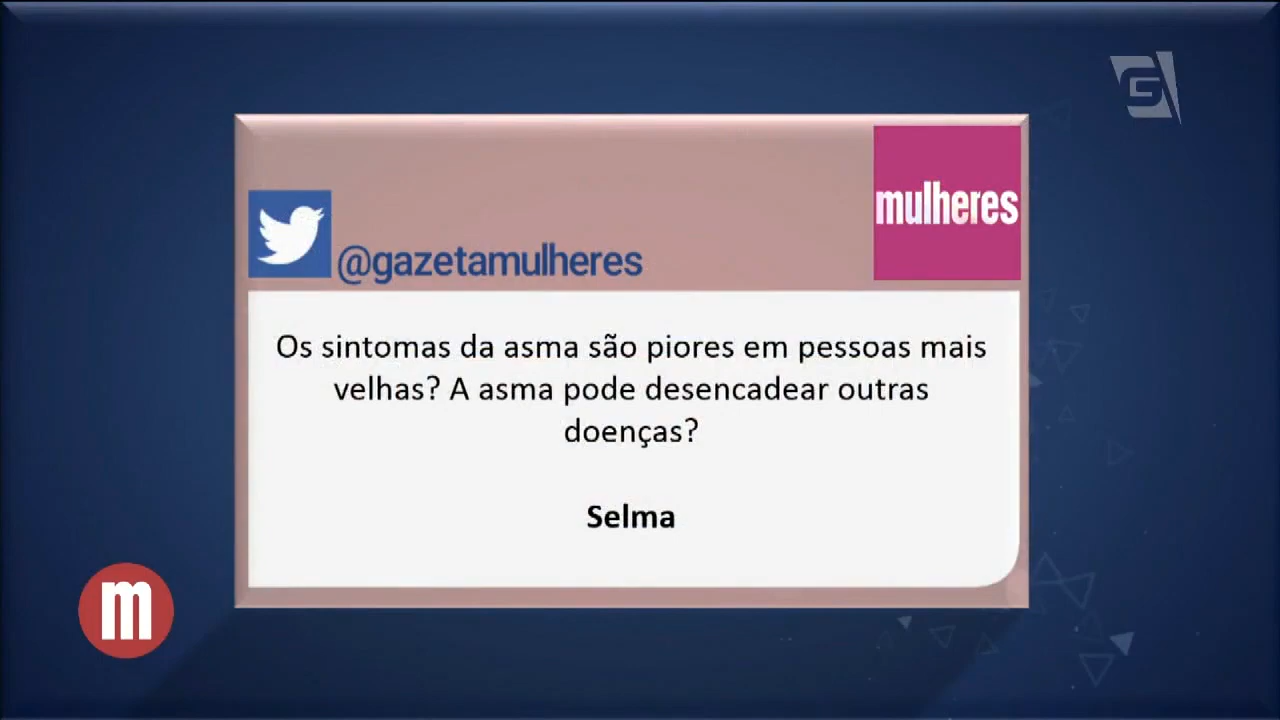 mulheres
@gazetamulheres
Os sintomas da asma são piores em pessoas mais
velhas? A asma pode desencadear outras
doenças?
Selma
m
G